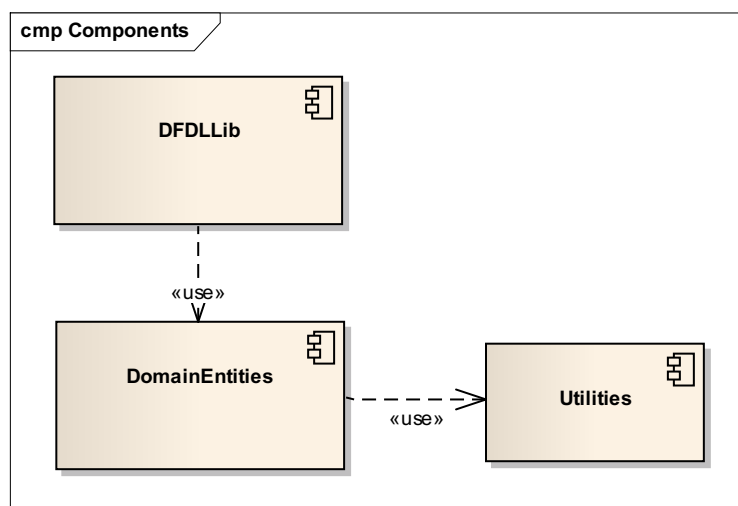 cmp Components
DFDLLib
«use»
DomainEntities
Utilities
«use»